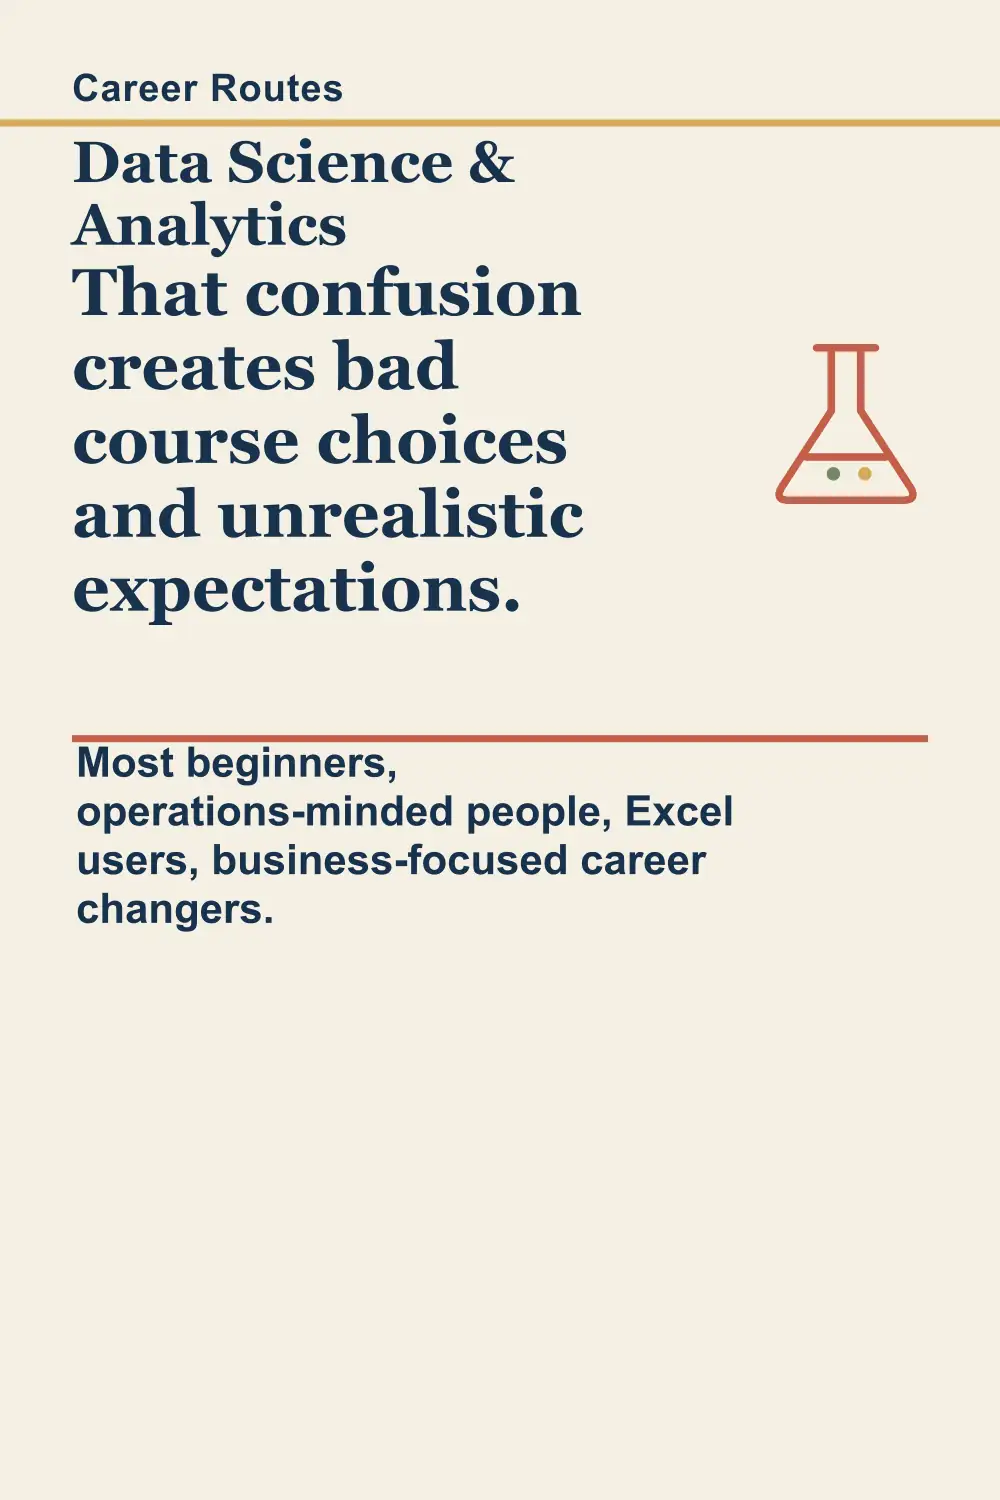 Career Routes
Data Science &
Analytics
That confusion
creates bad
course choices
and unrealistic
expectations.
Most beginners,
operations-minded people, Excel
users, business-focused career
changers.